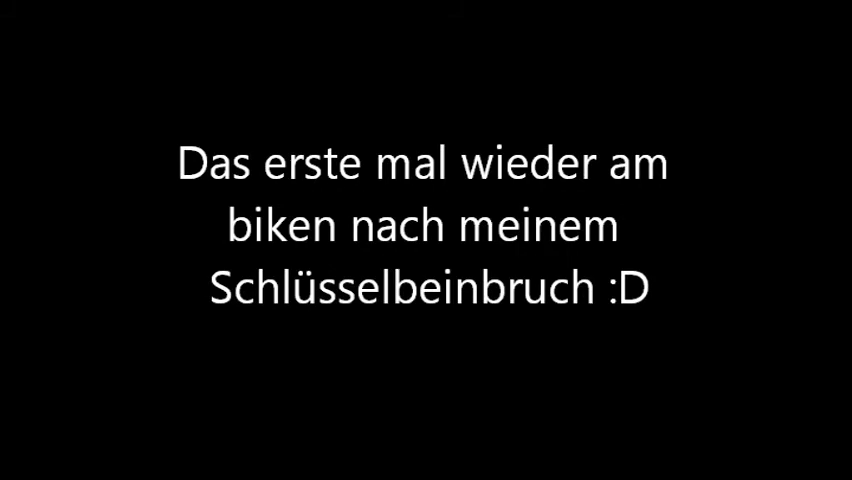 Das erste mal wieder am
biken nach meinem
Schlüsselbeinbruch :D